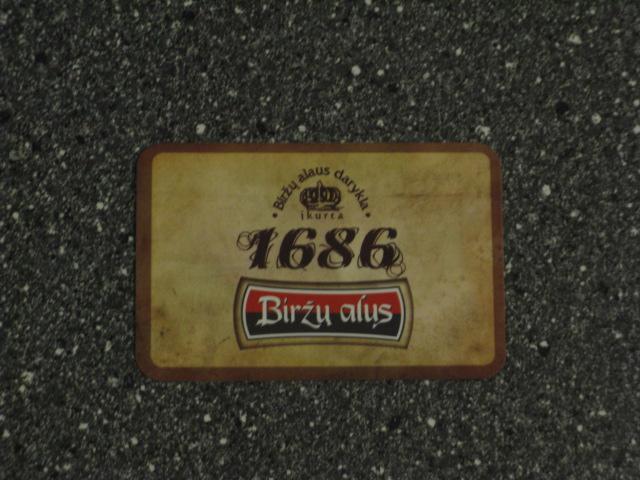 • Biržų alaus darykla •
įkurta
1686
Biržų alus